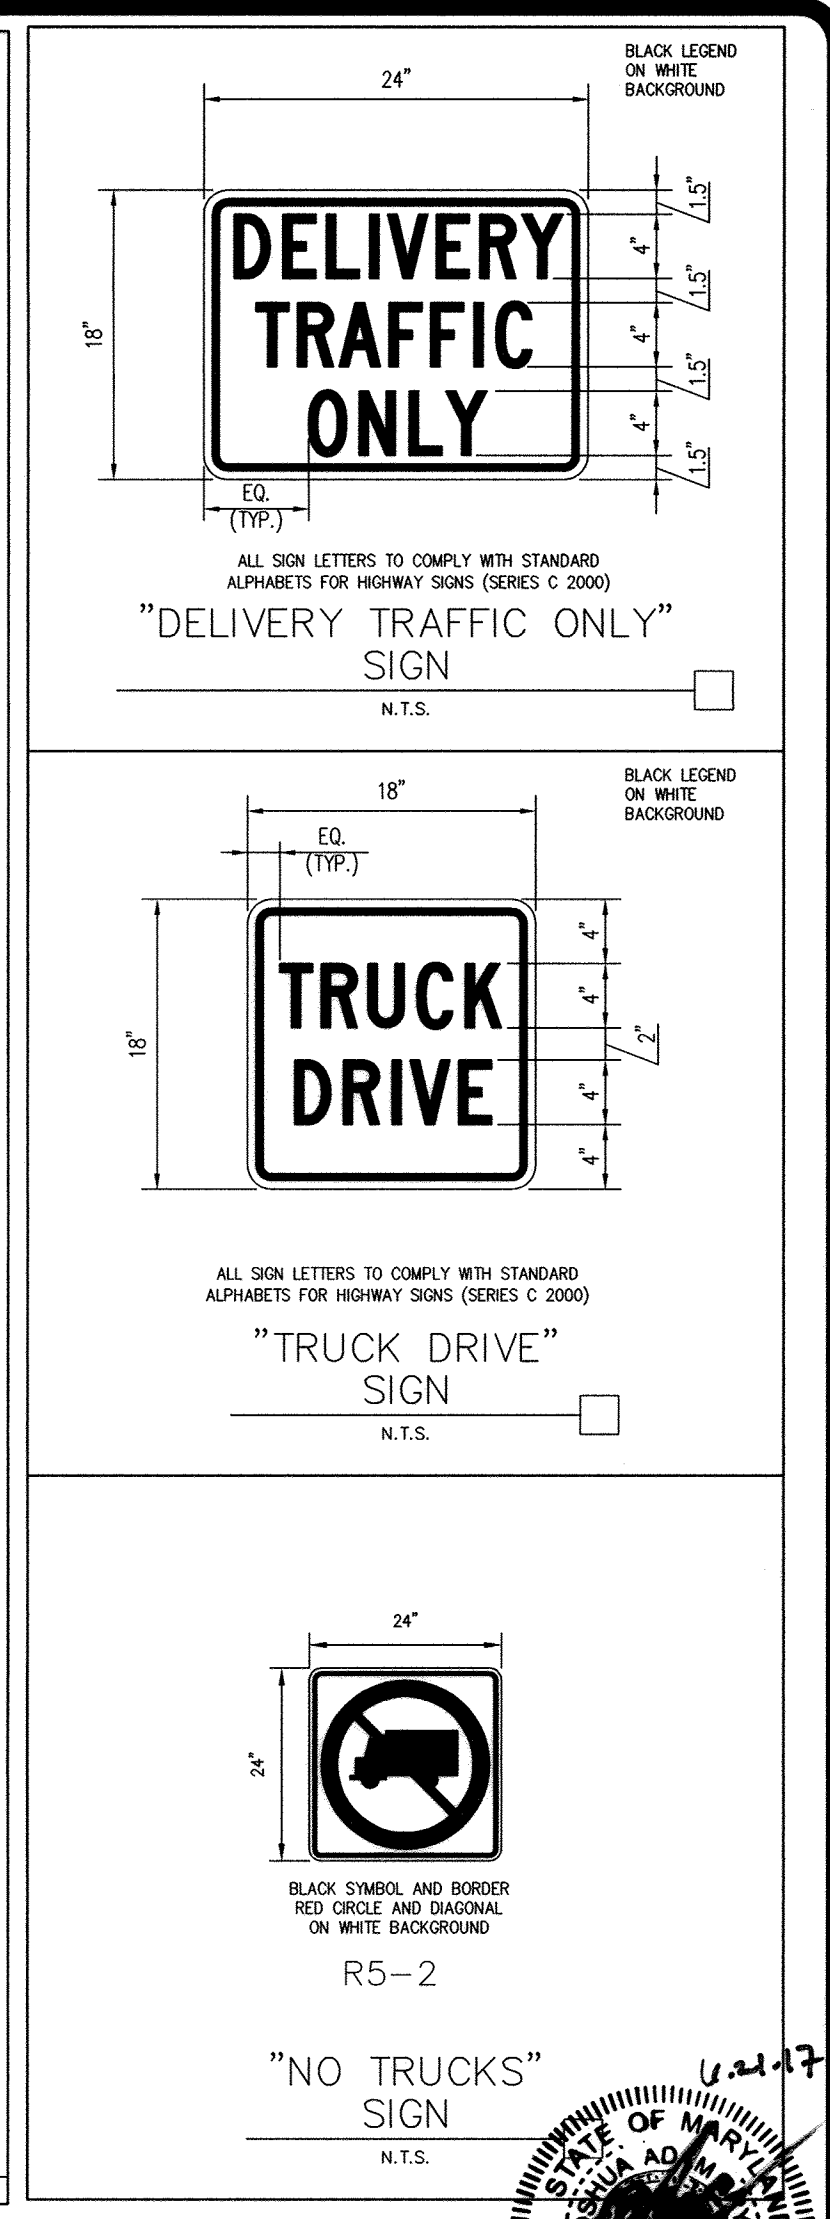 BLACK LEGEND
ON WHITE
BACKGROUND
24"
18"
DELIVERY
TRAFFIC
ONLY
1.5"
4"
1.5"
4"
1.5"
4"
1.5"
EQ.
(TYP.)
ALL SIGN LETTERS TO COMPLY WITH STANDARD
ALPHABETS FOR HIGHWAY SIGNS (SERIES C 2000)
"DELIVERY TRAFFIC ONLY"
SIGN
N.T.S.
BLACK LEGEND
ON WHITE
BACKGROUND
18"
EQ.
(TYP.)
18"
TRUCK
DRIVE
4"
4"
2"
4"
4"
ALL SIGN LETTERS TO COMPLY WITH STANDARD
ALPHABETS FOR HIGHWAY SIGNS (SERIES C 2000)
"TRUCK DRIVE"
SIGN
N.T.S.
24"
24"
BLACK SYMBOL AND BORDER
RED CIRCLE AND DIAGONAL
ON WHITE BACKGROUND
R5-2
"NO TRUCKS"
SIGN
N.T.S.
6.21.17
STATE OF MARYLAND